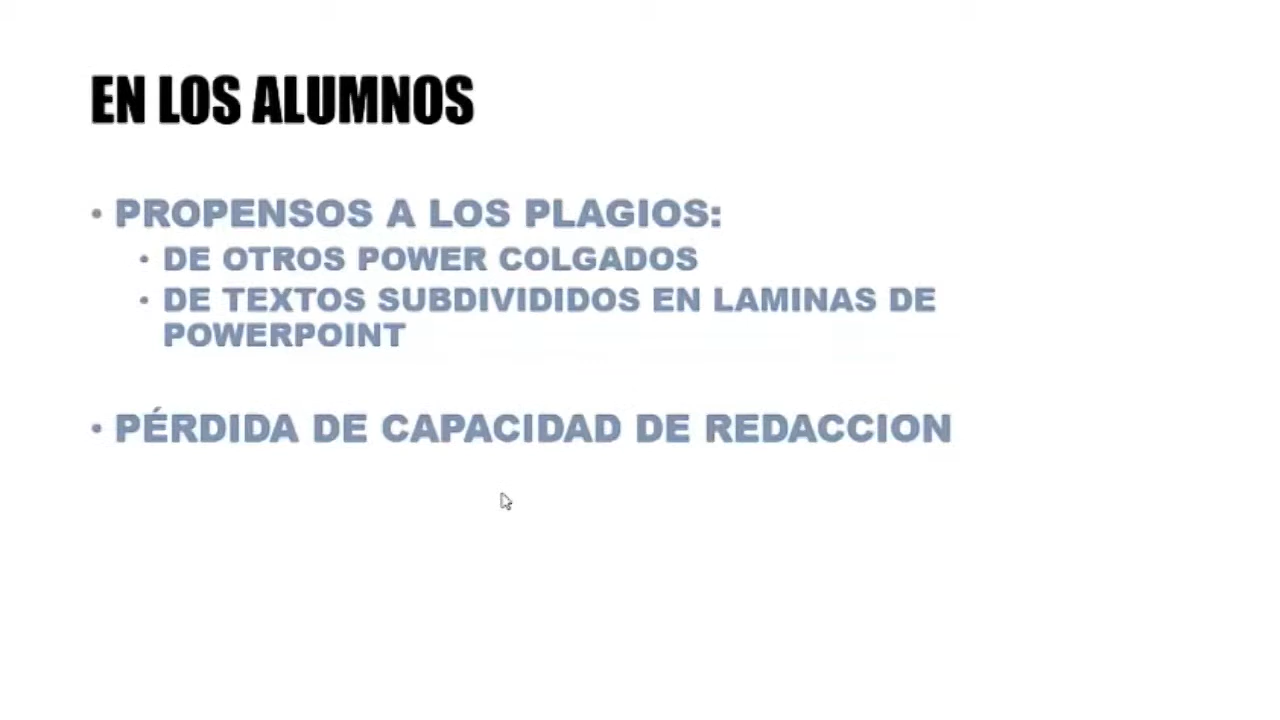 EN LOS ALUMNOS
• PROPENSOS A LOS PLAGIOS:
• DE OTROS POWER COLGADOS
• DE TEXTOS SUBDIVIDIDOS EN LAMINAS DE
POWERPOINT
• PÉRDIDA DE CAPACIDAD DE REDACCION